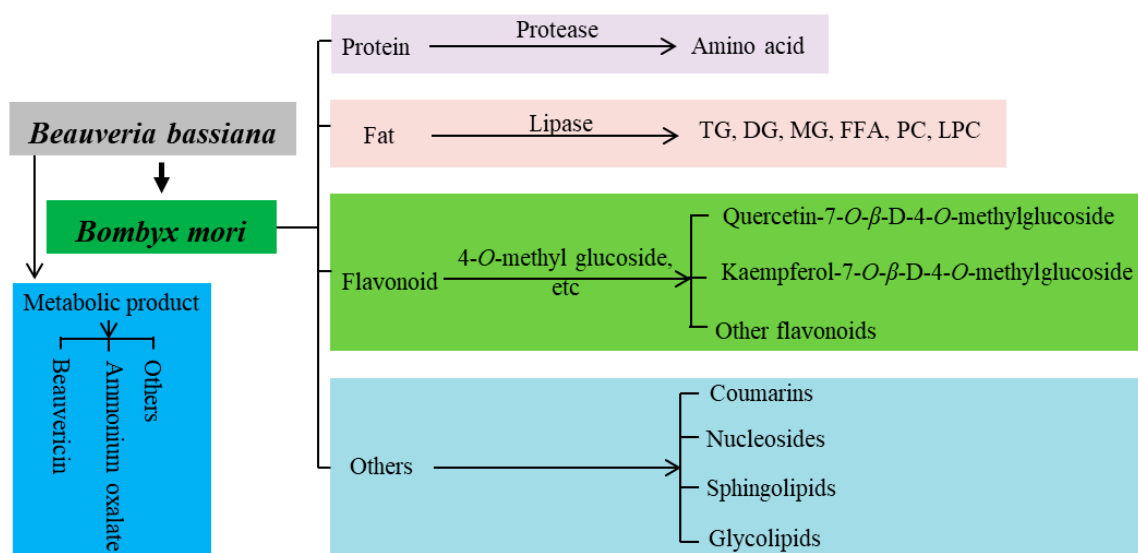 Beauveria bassiana
Bombyx mori
Metabolic product
Beauvericin
Ammonium oxalate
Others
Protein
Protease
Amino acid
Fat
Lipase
TG, DG, MG, FFA, PC, LPC
Flavonoid
4-O-methyl glucoside,
etc
Quercetin-7-O-β-D-4-O-methylglucoside
Kaempferol-7-O-β-D-4-O-methylglucoside
Other flavonoids
Others
Coumarins
Nucleosides
Sphingolipids
Glycolipids